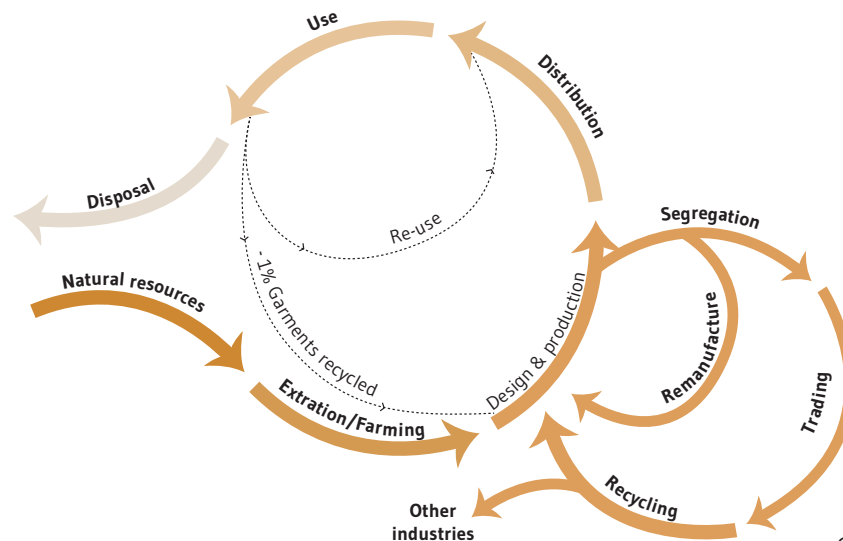 Use
Distribution
Disposal
Re-use
Segregation
Natural resources
- 1% Garments recycled
Design & production
Remanufacture
Trading
Extration/Farming
Recycling
Other
industries